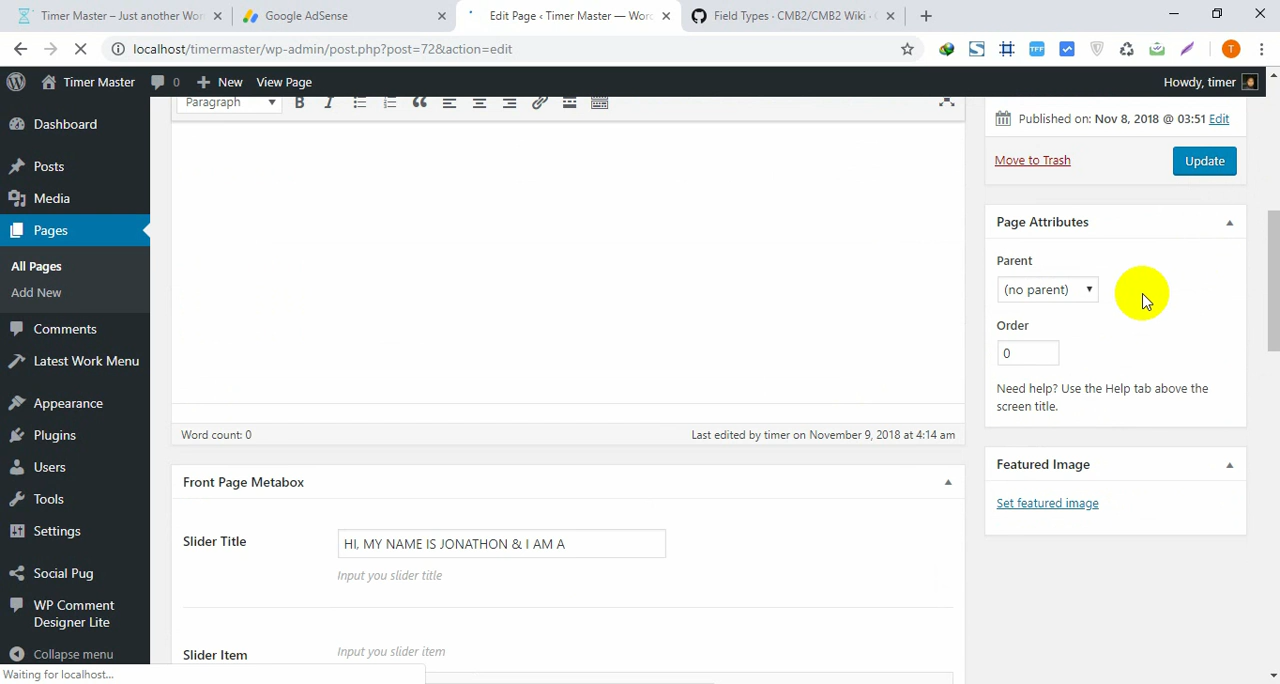 Timer Master – Just another Wor
Google AdSense
Edit Page ‹ Timer Master — Worc
Field Types · CMB2/CMB2 Wiki ·
localhost/timermaster/wp-admin/post.php?post=72&action=edit
T
Timer Master
0
New
View Page
Howdy, timer
Paragraph
Dashboard
Posts
Media
Pages
All Pages
Add New
Comments
Latest Work Menu
Appearance
Plugins
Users
Tools
Settings
Social Pug
WP Comment
Designer Lite
Collapse menu
Waiting for localhost...
Word count: 0
Last edited by timer on November 9, 2018 at 4:14 am
Front Page Metabox
Slider Title
HI, MY NAME IS JONATHON & I AM A
Input you slider title
Slider Item
Input you slider item
Published on: Nov 8, 2018 @ 03:51 Edit
Move to Trash
Update
Page Attributes
Parent
(no parent)
Order
0
Need help? Use the Help tab above the
screen title.
Featured Image
Set featured image